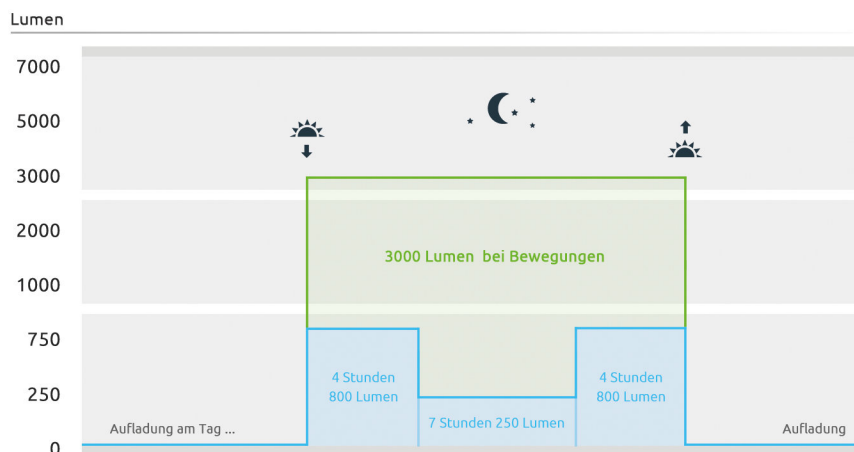 Lumen
7000
5000
3000
2000
3000 Lumen bei Bewegungen
1000
750
4 Stunden
800 Lumen
4 Stunden
800 Lumen
250
7 Stunden 250 Lumen
Aufladung am Tag ...
Aufladung
0